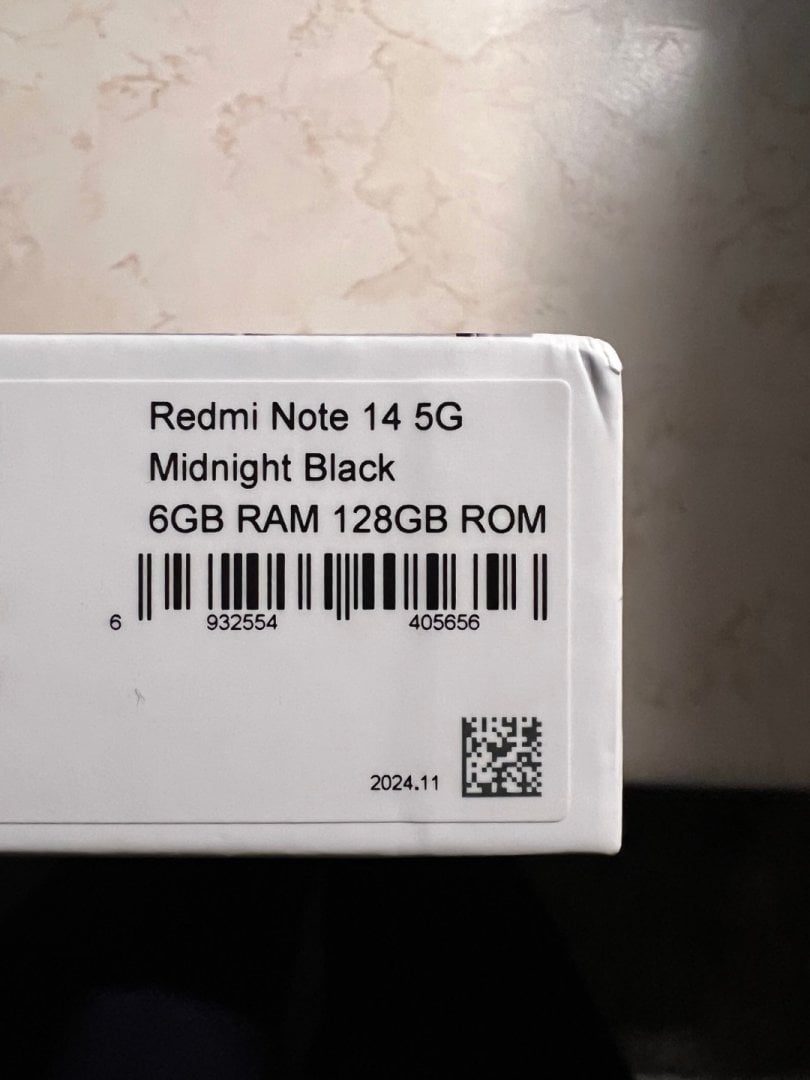 Redmi Note 14 5G
Midnight Black
6GB RAM 128GB ROM
6 932554 405656
2024.11